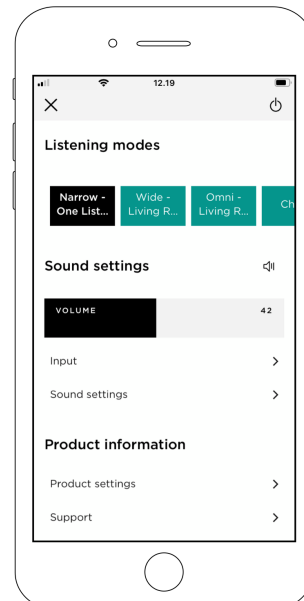 12.19
Listening modes
Narrow - One List...
Wide - Living R...
Omni - Living R...
Ch
Sound settings
VOLUME 42
Input
Sound settings
Product information
Product settings
Support